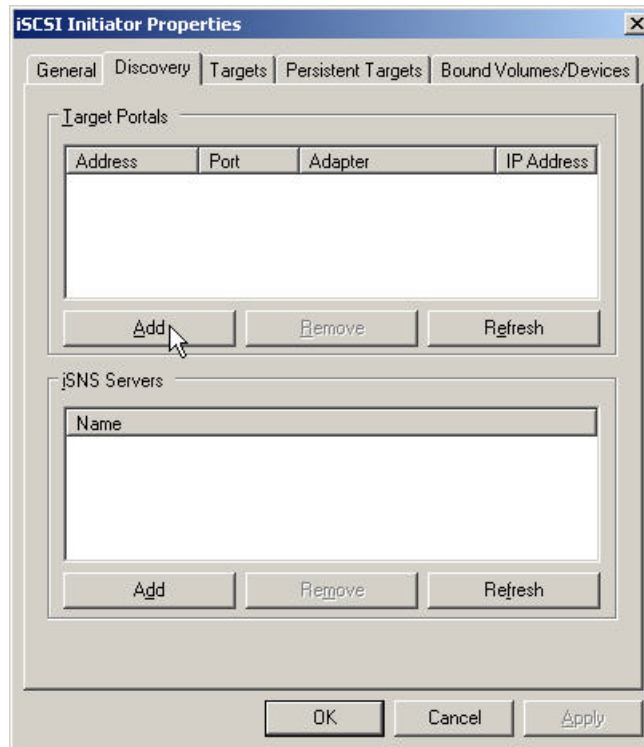 iSCSI Initiator Properties
General Discovery Targets Persistent Targets Bound Volumes/Devices
Target Portals
Address Port Adapter IP Address
Add Remove Refresh
iSNS Servers
Name
Add Remove Refresh
OK Cancel Apply